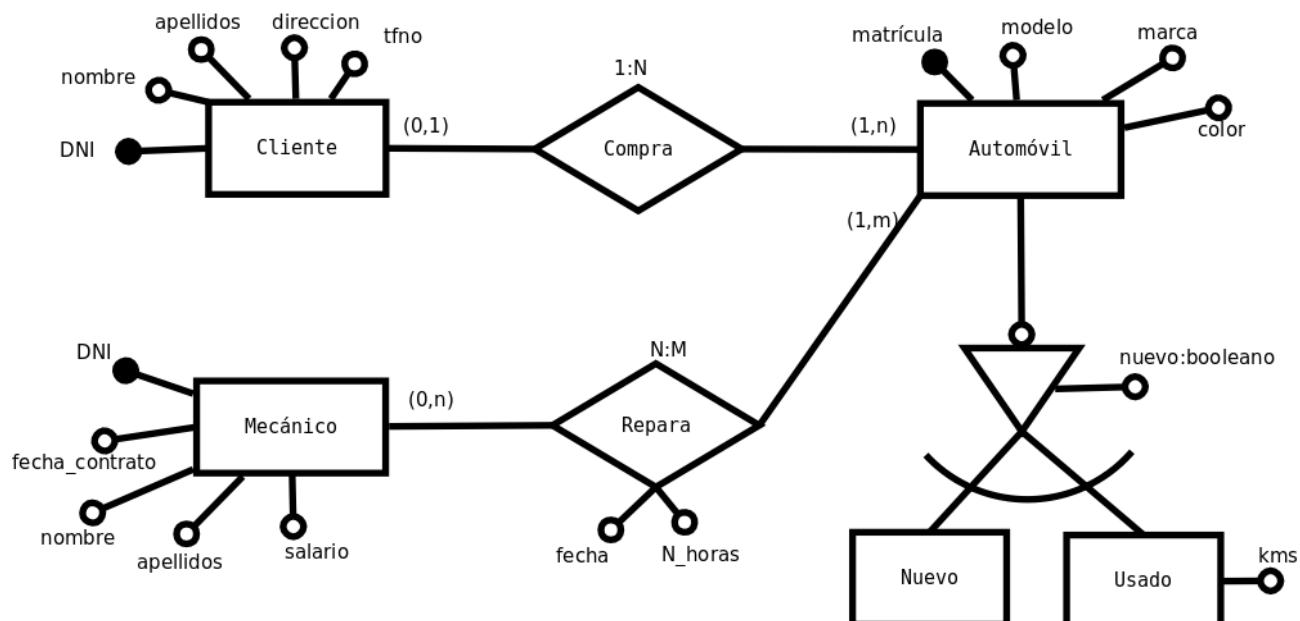 apellidos
direccion
tfno
nombre
DNI
Cliente
(0,1)
1:N
Compra
(1,n)
matrícula
modelo
marca
color
Automóvil
(1,m)
DNI
fecha_contrato
nombre
apellidos
salario
Mecánico
(0,n)
N:M
Repara
fecha
N_horas
nuevo:booleano
Nuevo
Usado
kms